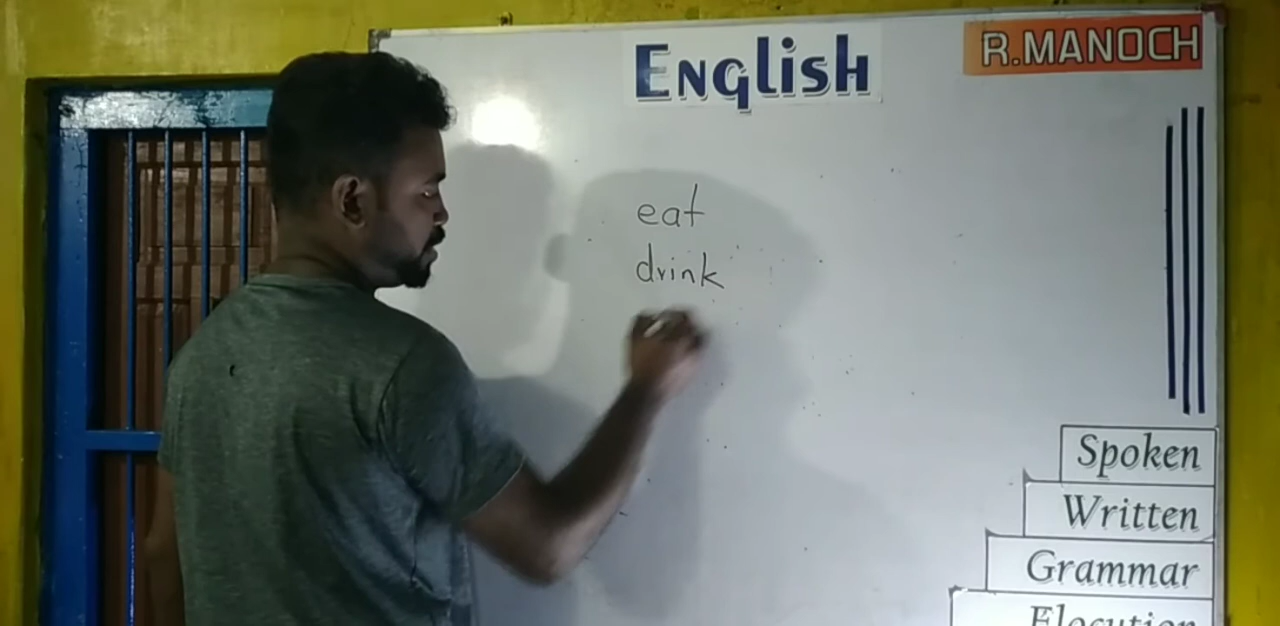 English
R.MANOCH
eat
drink
Spoken
Written
Grammar
Elocution